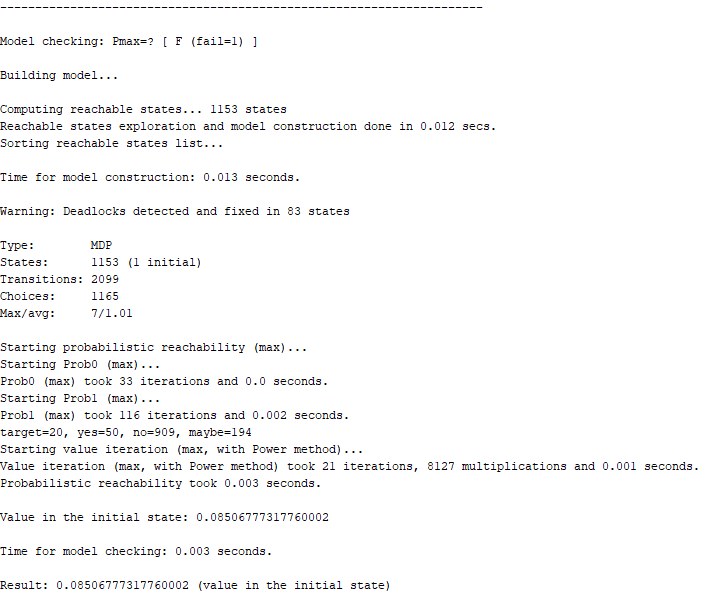 ---------------------------------------------------------------------
Model checking: Pmax=? [ F (fail=1) ]
Building model...
Computing reachable states... 1153 states
Reachable states exploration and model construction done in 0.012 secs.
Sorting reachable states list...
Time for model construction: 0.013 seconds.
Warning: Deadlocks detected and fixed in 83 states
Type:        MDP
States:      1153 (1 initial)
Transitions: 2099
Choices:     1165
Max/avg:     7/1.01
Starting probabilistic reachability (max)...
Starting Prob0 (max)...
Prob0 (max) took 33 iterations and 0.0 seconds.
Starting Prob1 (max)...
Prob1 (max) took 116 iterations and 0.002 seconds.
target=20, yes=50, no=909, maybe=194
Starting value iteration (max, with Power method)...
Value iteration (max, with Power method) took 21 iterations, 8127 multiplications and 0.001 seconds.
Probabilistic reachability took 0.003 seconds.
Value in the initial state: 0.08506777317760002
Time for model checking: 0.003 seconds.
Result: 0.08506777317760002 (value in the initial state)